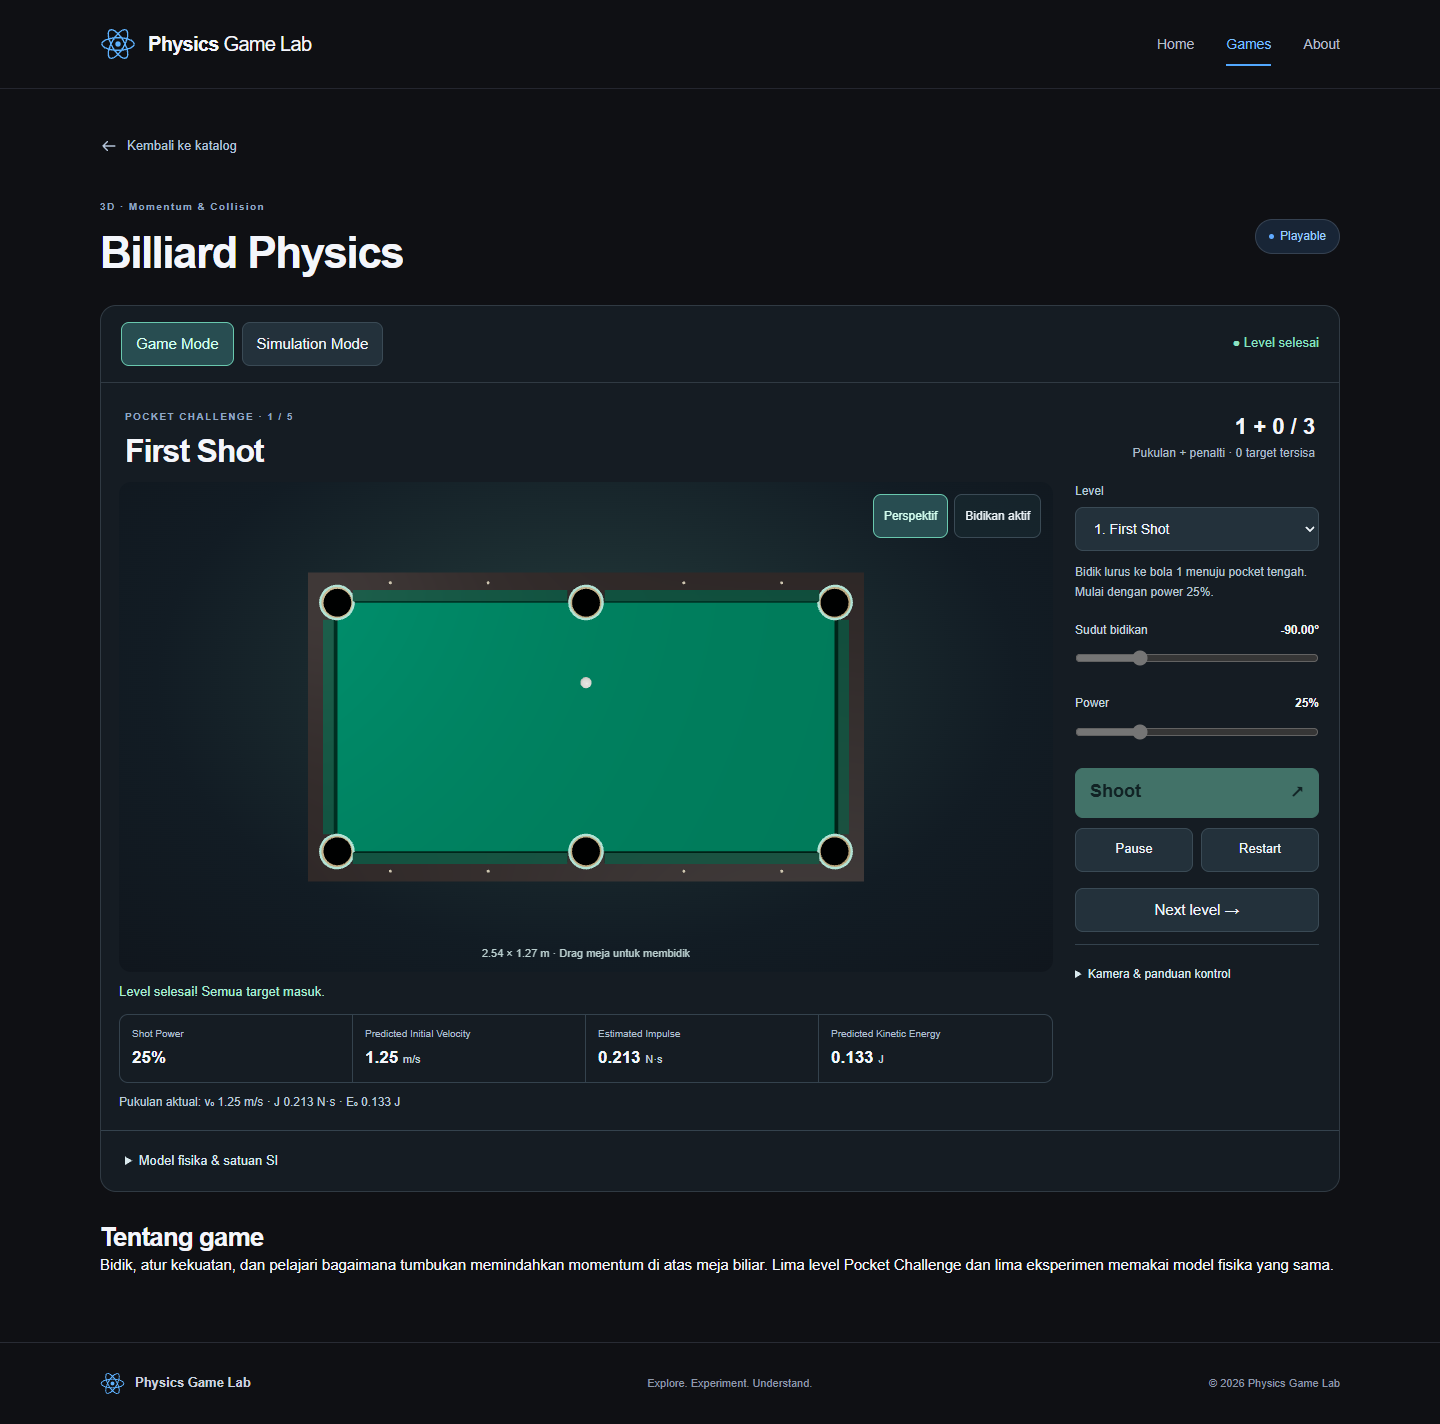 Physics Game Lab
Home
Games
About
← Kembali ke katalog
3D · Momentum & Collision
Billiard Physics
Playable
Game Mode
Simulation Mode
Level selesai
POCKET CHALLENGE · 1 / 5
First Shot
1 + 0 / 3
Pukulan + penalti · 0 target tersisa
Perspektif
Bidikan aktif
2.54 × 1.27 m · Drag meja untuk membidik
Level
1. First Shot
Bidik lurus ke bola 1 menuju pocket tengah.
Mulai dengan power 25%.
Sudut bidikan
-90.00°
Power
25%
Shoot ↗
Pause
Restart
Next level →
Kamera & panduan kontrol
Level selesai! Semua target masuk.
Shot Power
25%
Predicted Initial Velocity
1.25 m/s
Estimated Impulse
0.213 N·s
Predicted Kinetic Energy
0.133 J
Pukulan aktual: v₀ 1.25 m/s · J 0.213 N·s · E₀ 0.133 J
Model fisika & satuan SI
Tentang game
Bidik, atur kekuatan, dan pelajari bagaimana tumbukan memindahkan momentum di atas meja biliar. Lima level Pocket Challenge dan lima eksperimen memakai model fisika yang sama.
Physics Game Lab
Explore. Experiment. Understand.
© 2026 Physics Game Lab